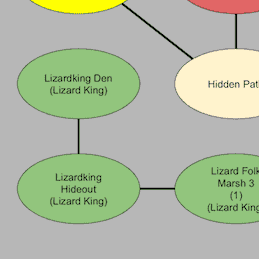 Lizardking Den
(Lizard King)
Hidden Pat
Lizardking
Hideout
(Lizard King)
Lizard Folk
Marsh 3
(1)
(Lizard King